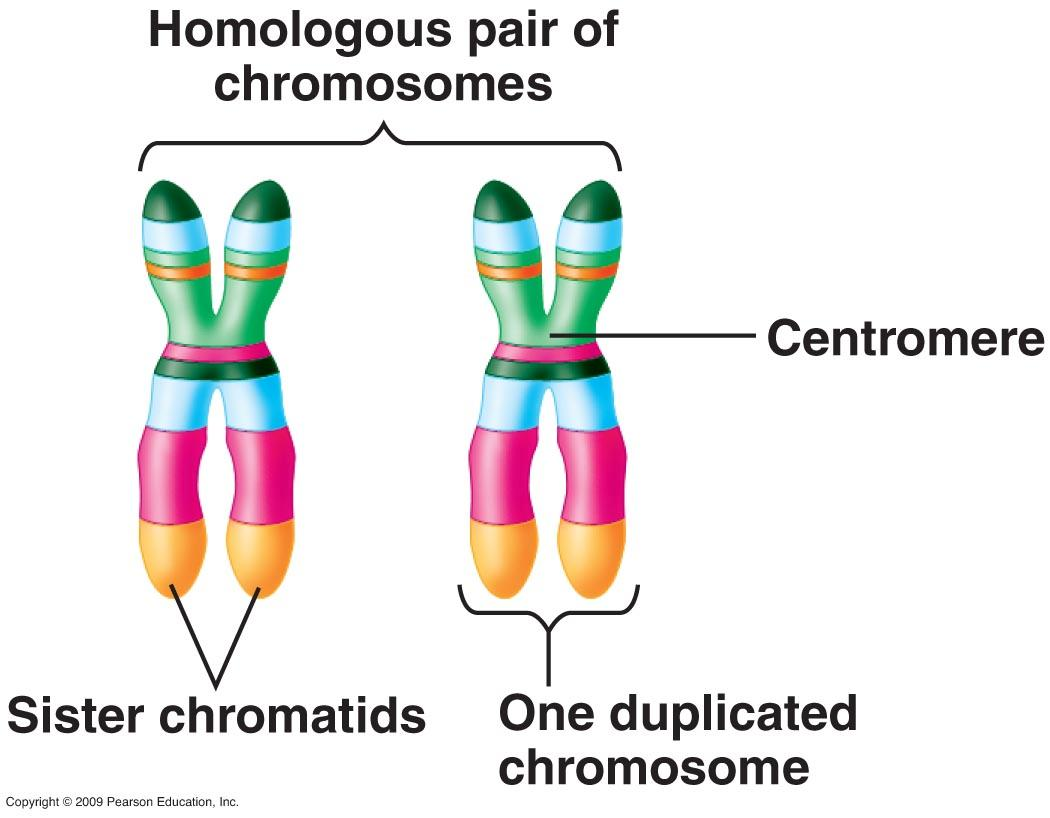 Homologous pair of
chromosomes
Centromere
Sister chromatids
One duplicated
chromosome
Copyright © 2009 Pearson Education, Inc.